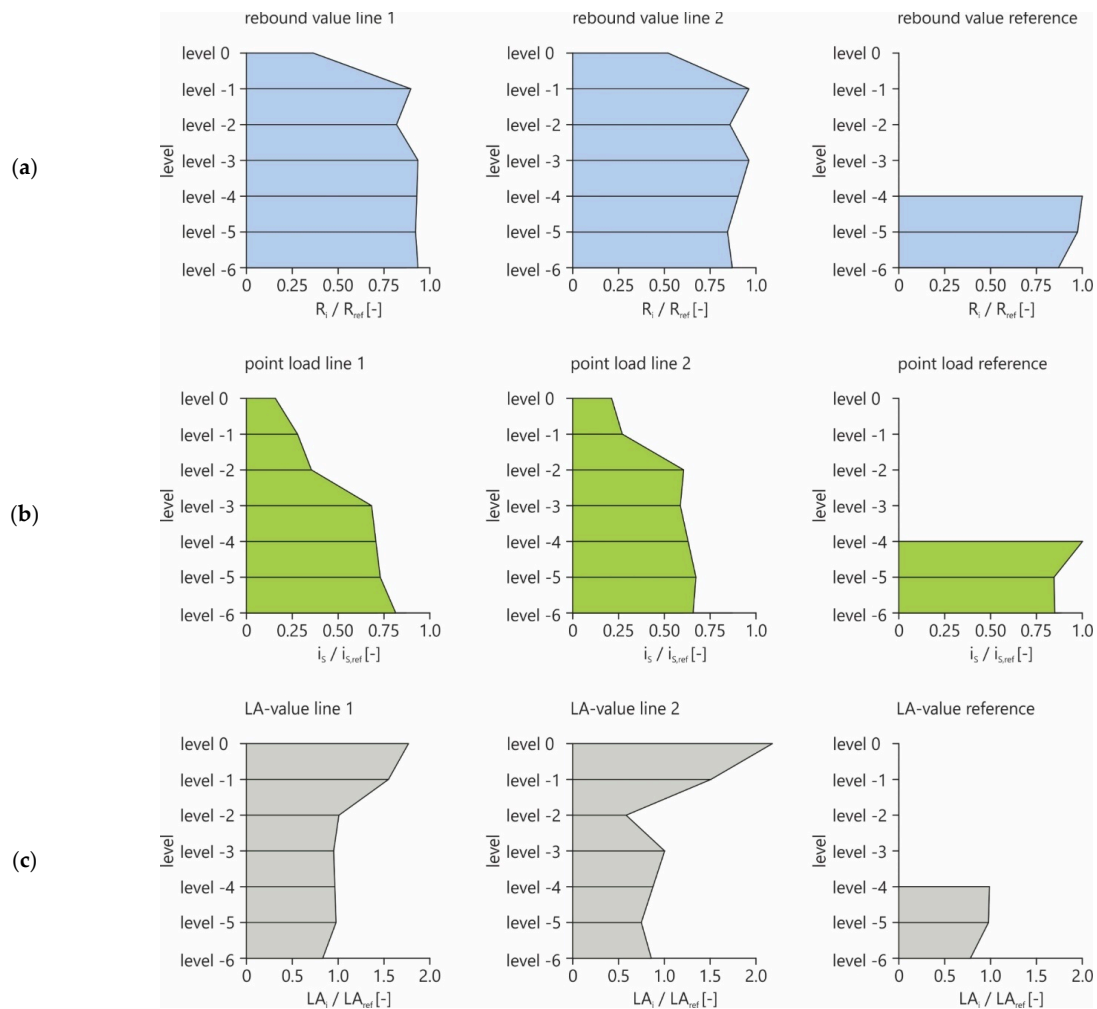 rebound value line 1
rebound value line 2
rebound value reference
(a)
level
level 0
level -1
level -2
level -3
level -4
level -5
level -6
0 0.25 0.50 0.75 1.0
R_i / R_ref [-]
level
level 0
level -1
level -2
level -3
level -4
level -5
level -6
0 0.25 0.50 0.75 1.0
R_i / R_ref [-]
level
level 0
level -1
level -2
level -3
level -4
level -5
level -6
0 0.25 0.50 0.75 1.0
R_i / R_ref [-]
point load line 1
point load line 2
point load reference
(b)
level
level 0
level -1
level -2
level -3
level -4
level -5
level -6
0 0.25 0.50 0.75 1.0
i_S / i_S,ref [-]
level
level 0
level -1
level -2
level -3
level -4
level -5
level -6
0 0.25 0.50 0.75 1.0
i_S / i_S,ref [-]
level
level 0
level -1
level -2
level -3
level -4
level -5
level -6
0 0.25 0.50 0.75 1.0
i_S / i_S,ref [-]
LA-value line 1
LA-value line 2
LA-value reference
(c)
level
level 0
level -1
level -2
level -3
level -4
level -5
level -6
0 0.5 1.0 1.5 2.0
LA_i / LA_ref [-]
level
level 0
level -1
level -2
level -3
level -4
level -5
level -6
0 0.5 1.0 1.5 2.0
LA_i / LA_ref [-]
level
level 0
level -1
level -2
level -3
level -4
level -5
level -6
0 0.5 1.0 1.5 2.0
LA_i / LA_ref [-]